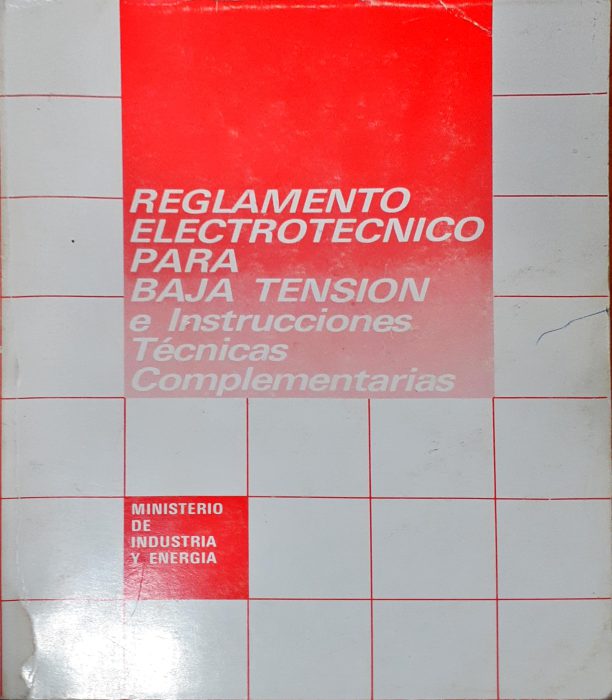 REGLAMENTO
ELECTROTECNICO
PARA
BAJA TENSION
e Instrucciones
Técnicas
Complementarias
MINISTERIO
DE
INDUSTRIA
Y ENERGIA